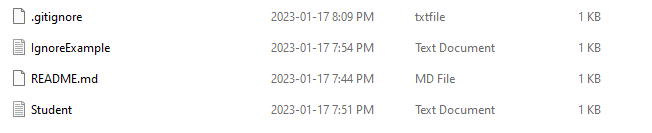 .gitignore 2023-01-17 8:09 PM txtfile 1 KB
IgnoreExample 2023-01-17 7:54 PM Text Document 1 KB
README.md 2023-01-17 7:44 PM MD File 1 KB
Student 2023-01-17 7:51 PM Text Document 1 KB